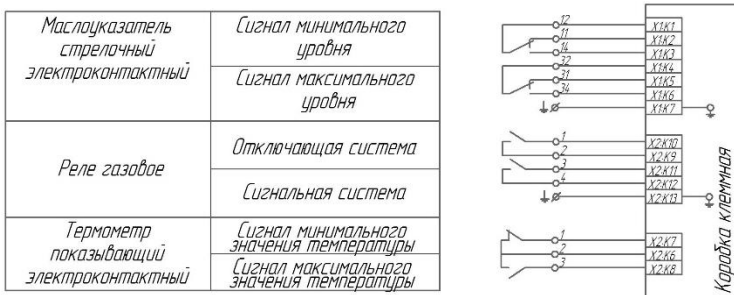 Маслоуказатель
стрелочный
электроконтактный
Сигнал минимального
уровня
Сигнал максимального
уровня
Реле газовое
Отключающая система
Сигнальная система
Термометр
показывающий
электроконтактный
Сигнал минимального
значения температуры
Сигнал максимального
значения температуры
12 X1:K1
11 X1:K2
14 X1:K3
32 X1:K4
31 X1:K5
34 X1:K6
X1:K7
1 X2:K10
2 X2:K9
3 X2:K11
4 X2:K12
X2:K13
1 X2:K7
2 X2:K6
3 X2:K8
Коробка клеммная